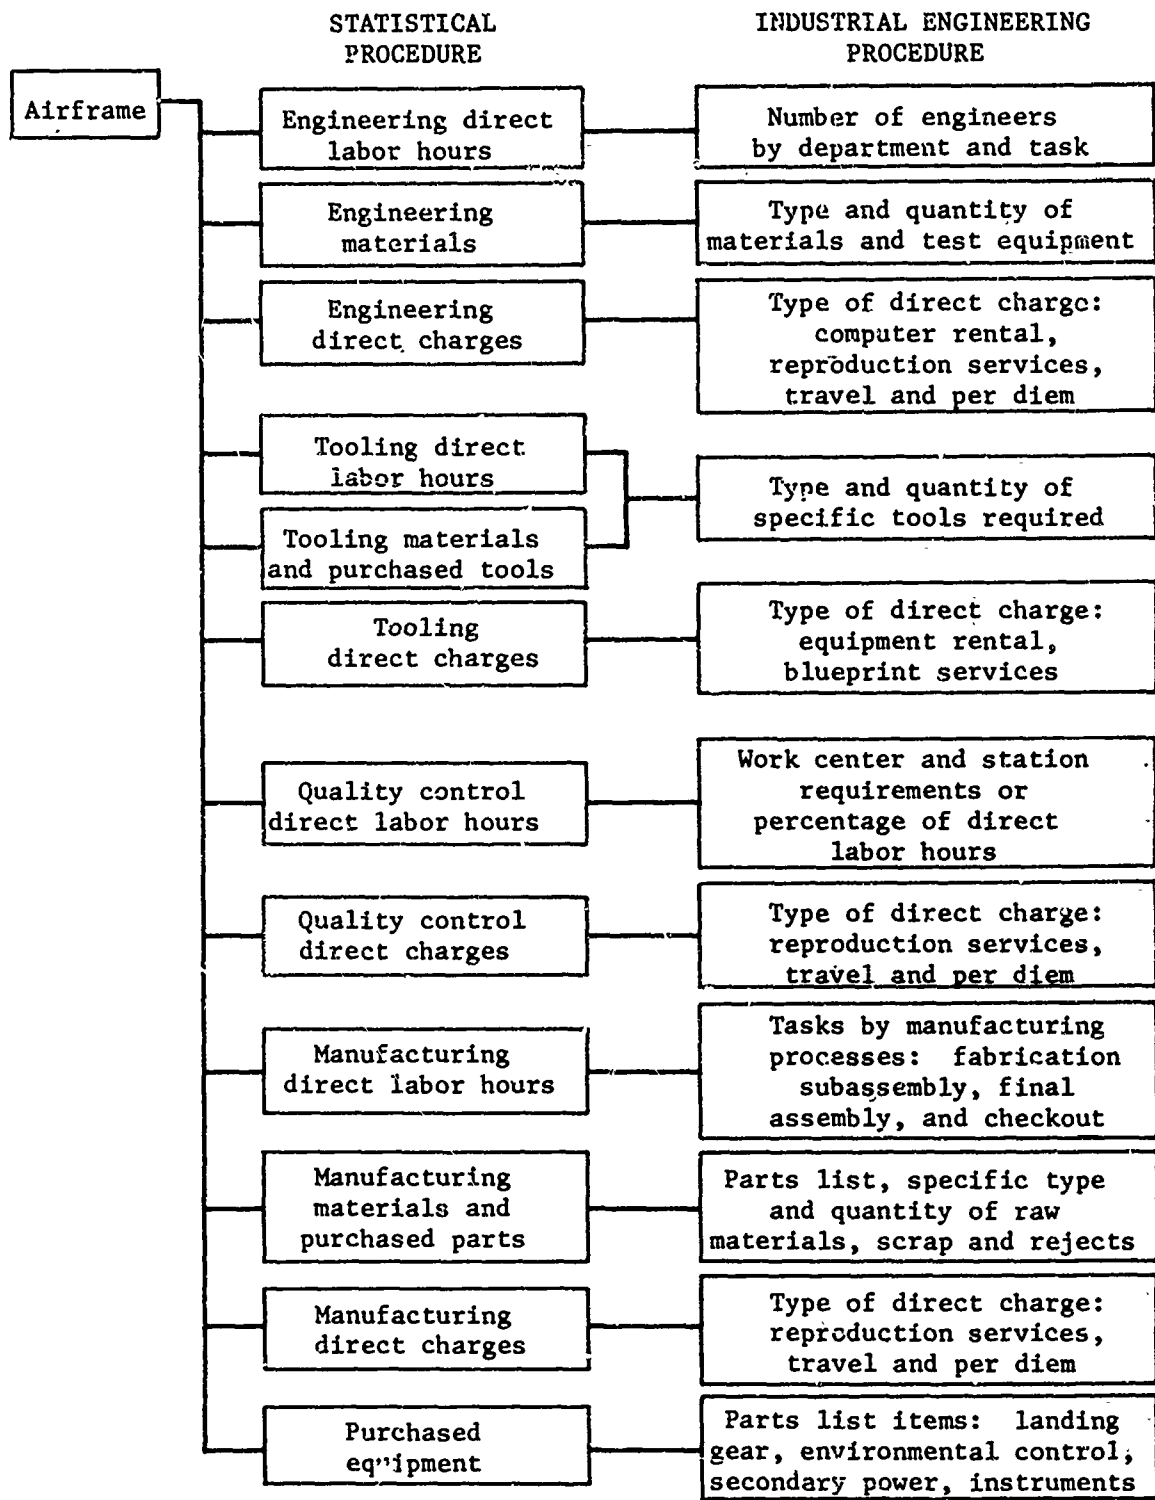 STATISTICAL
PROCEDURE
INDUSTRIAL ENGINEERING
PROCEDURE
Airframe
Engineering direct
labor hours
Number of engineers
by department and task
Engineering
materials
Type and quantity of
materials and test equipment
Engineering
direct charges
Type of direct charge:
computer rental,
reproduction services,
travel and per diem
Tooling direct
labor hours
Tooling materials
and purchased tools
Type and quantity of
specific tools required
Tooling
direct charges
Type of direct charge:
equipment rental,
blueprint services
Quality control
direct labor hours
Work center and station
requirements or
percentage of direct
labor hours
Quality control
direct charges
Type of direct charge:
reproduction services,
travel and per diem
Manufacturing
direct labor hours
Tasks by manufacturing
processes: fabrication
subassembly, final
assembly, and checkout
Manufacturing
materials and
purchased parts
Parts list, specific type
and quantity of raw
materials, scrap and rejects
Manufacturing
direct charges
Type of direct charge:
reproduction services,
travel and per diem
Purchased
equipment
Parts list items: landing
gear, environmental control,
secondary power, instruments